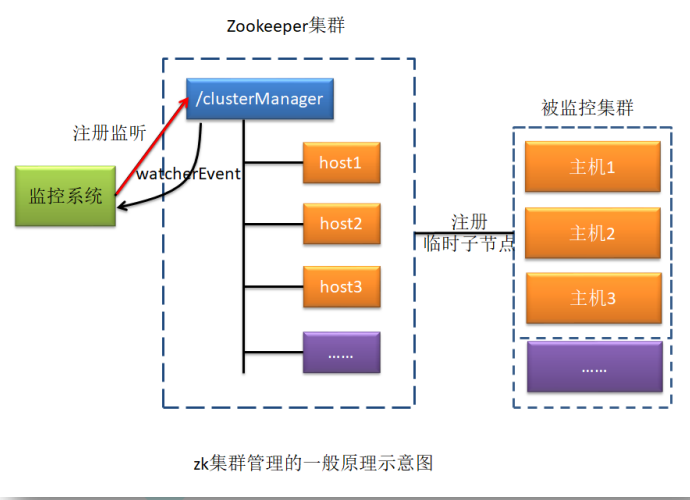 Zookeeper集群
/clusterManager
被监控集群
注册监听
host1
主机1
watcherEvent
监控系统
host2
注册
临时子节点
主机2
host3
主机3
……
……
zk集群管理的一般原理示意图